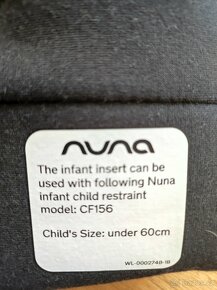 nuna
The infant insert can be
used with following Nuna
infant child restraint
model: CF156
Child's Size: under 60cm
WL-0002749-1B